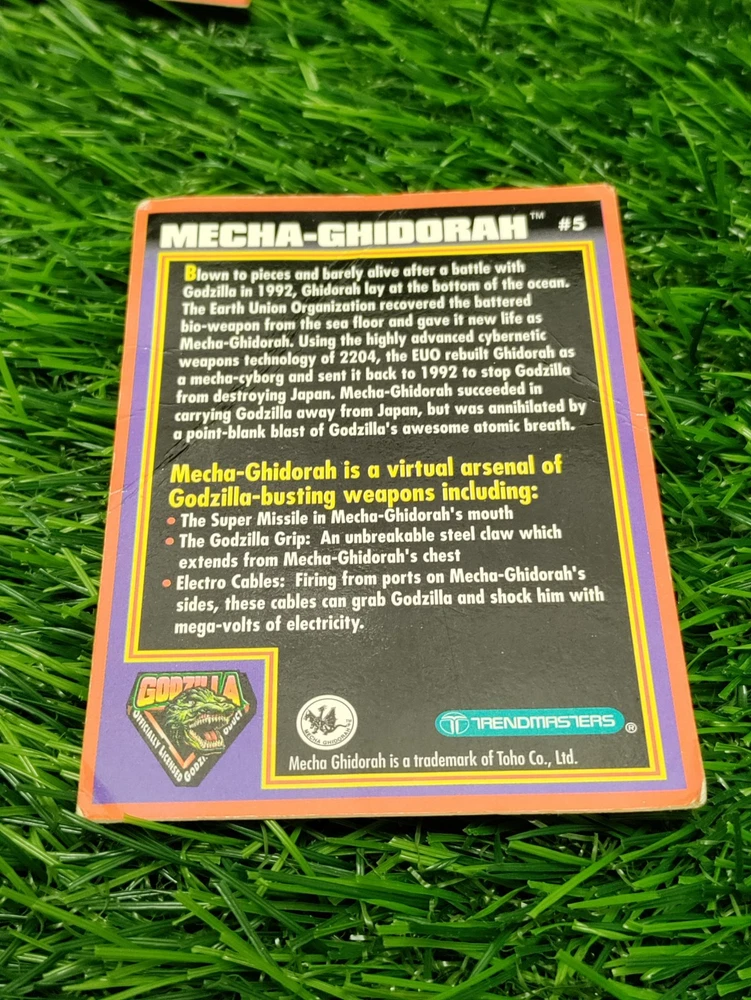 MECHA-GHIDORAH™ #5
Blown to pieces and barely alive after a battle with
Godzilla in 1992, Ghidorah lay at the bottom of the ocean.
The Earth Union Organization recovered the battered
bio-weapon from the sea floor and gave it new life as
Mecha-Ghidorah. Using the highly advanced cybernetic
weapons technology of 2204, the EUO rebuilt Ghidorah as
a mecha-cyborg and sent it back to 1992 to stop Godzilla
from destroying Japan. Mecha-Ghidorah succeeded in
carrying Godzilla away from Japan, but was annihilated by
a point-blank blast of Godzilla's awesome atomic breath.
Mecha-Ghidorah is a virtual arsenal of
Godzilla-busting weapons including:
• The Super Missile in Mecha-Ghidorah's mouth
• The Godzilla Grip: An unbreakable steel claw which
extends from Mecha-Ghidorah's chest
• Electro Cables: Firing from ports on Mecha-Ghidorah's
sides, these cables can grab Godzilla and shock him with
mega-volts of electricity.
GODZILLA
OFFICIALLY LICENSED
MECHA GHIDORAH
TRENDMASTERS®
Mecha Ghidorah is a trademark of Toho Co., Ltd.